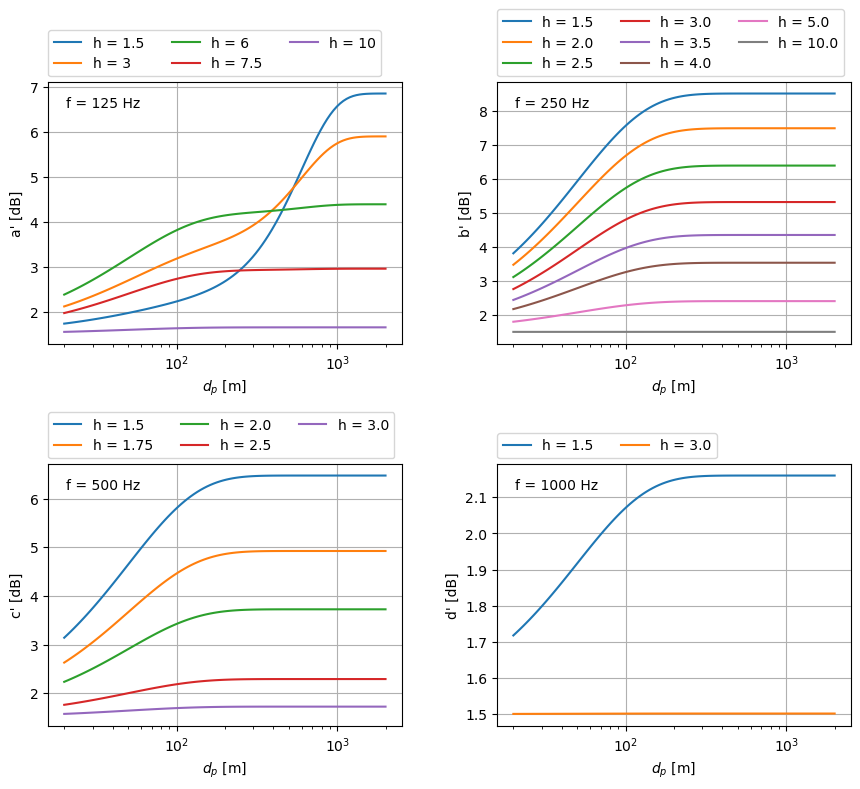 h = 1.5 h = 6 h = 10
h = 3 h = 7.5
f = 125 Hz
a' [dB]
7
6
5
4
3
2
10² 10³
dₚ [m]
h = 1.5 h = 3.0 h = 5.0
h = 2.0 h = 3.5 h = 10.0
h = 2.5 h = 4.0
f = 250 Hz
b' [dB]
8
7
6
5
4
3
2
10² 10³
dₚ [m]
h = 1.5 h = 2.0 h = 3.0
h = 1.75 h = 2.5
f = 500 Hz
c' [dB]
6
5
4
3
2
10² 10³
dₚ [m]
h = 1.5 h = 3.0
f = 1000 Hz
d' [dB]
2.1
2.0
1.9
1.8
1.7
1.6
1.5
10² 10³
dₚ [m]